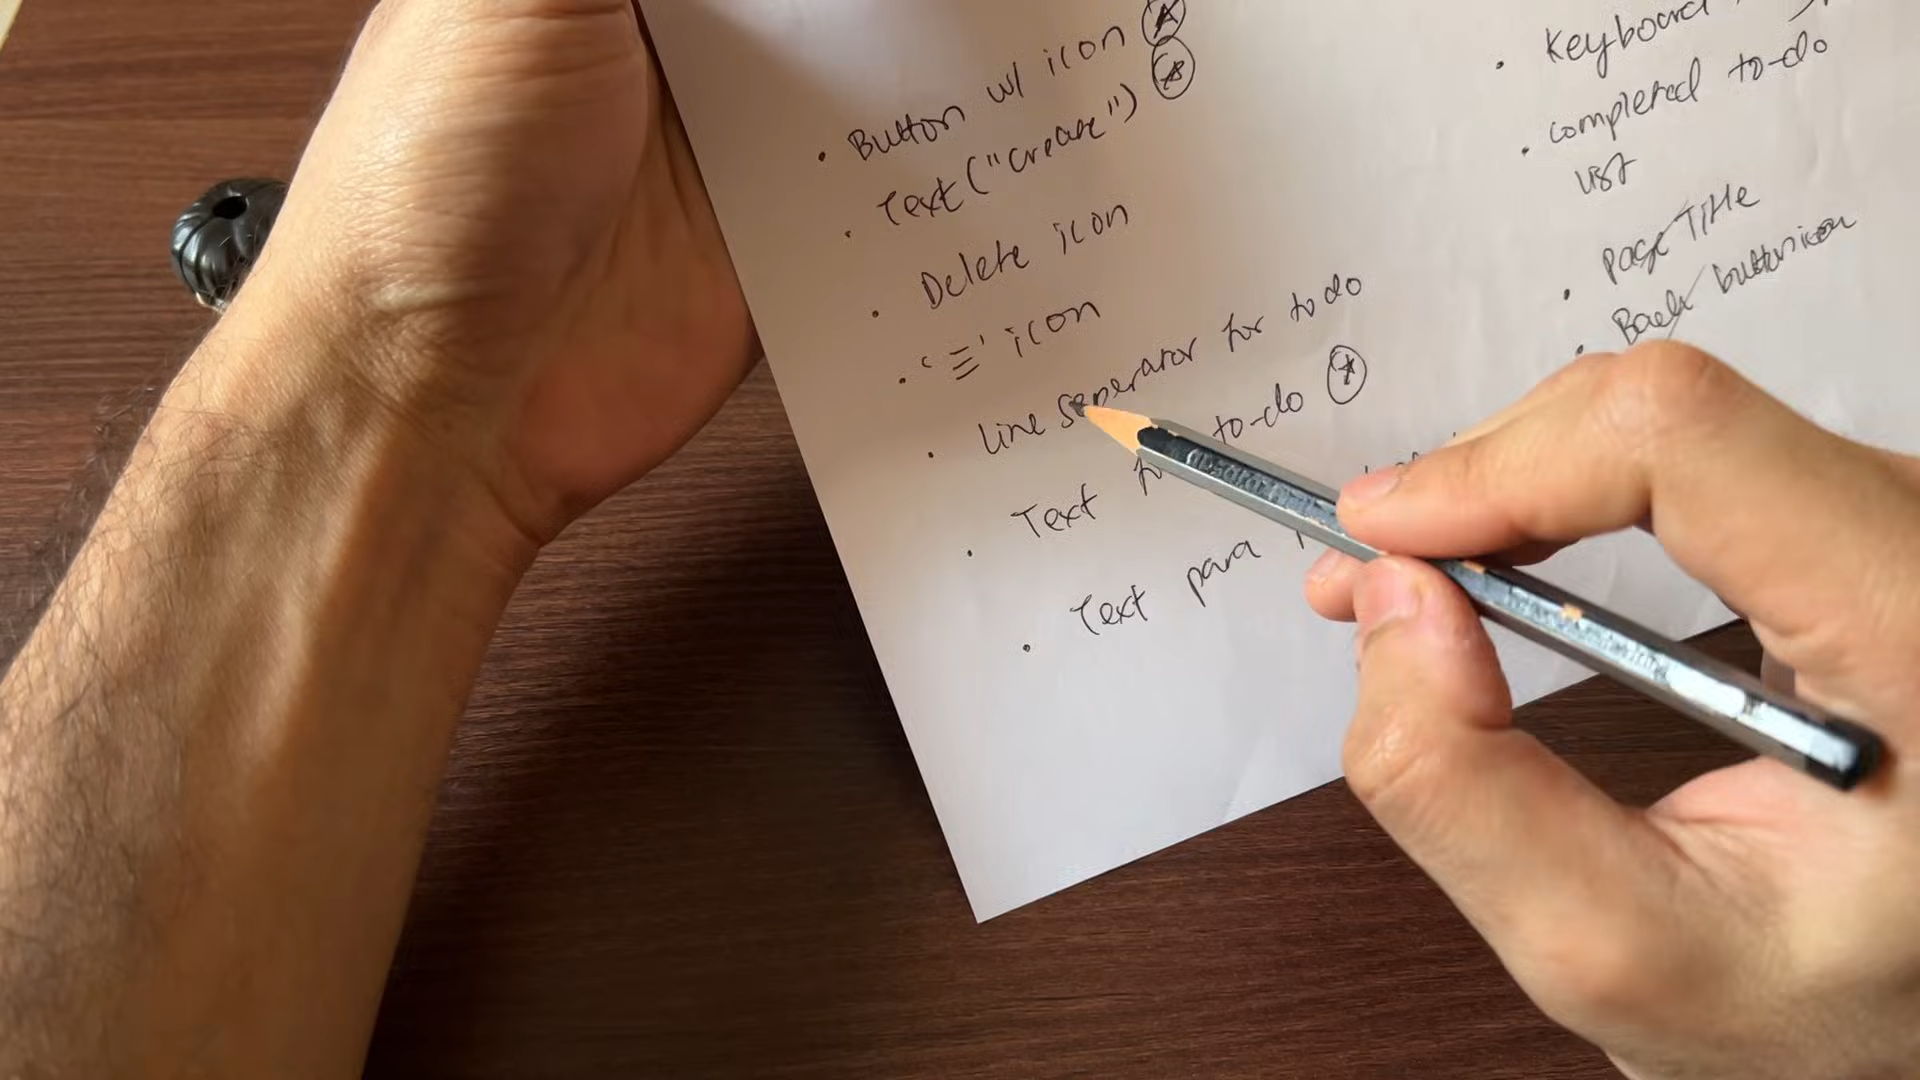 • Button w/ icon
• Text ("Create")
• Delete icon
• '☰' icon
• Line seperator for to do
• Text for to-do
• Text para
• Keyboard
• completed to-do
list
• Page Title
• Back button icon